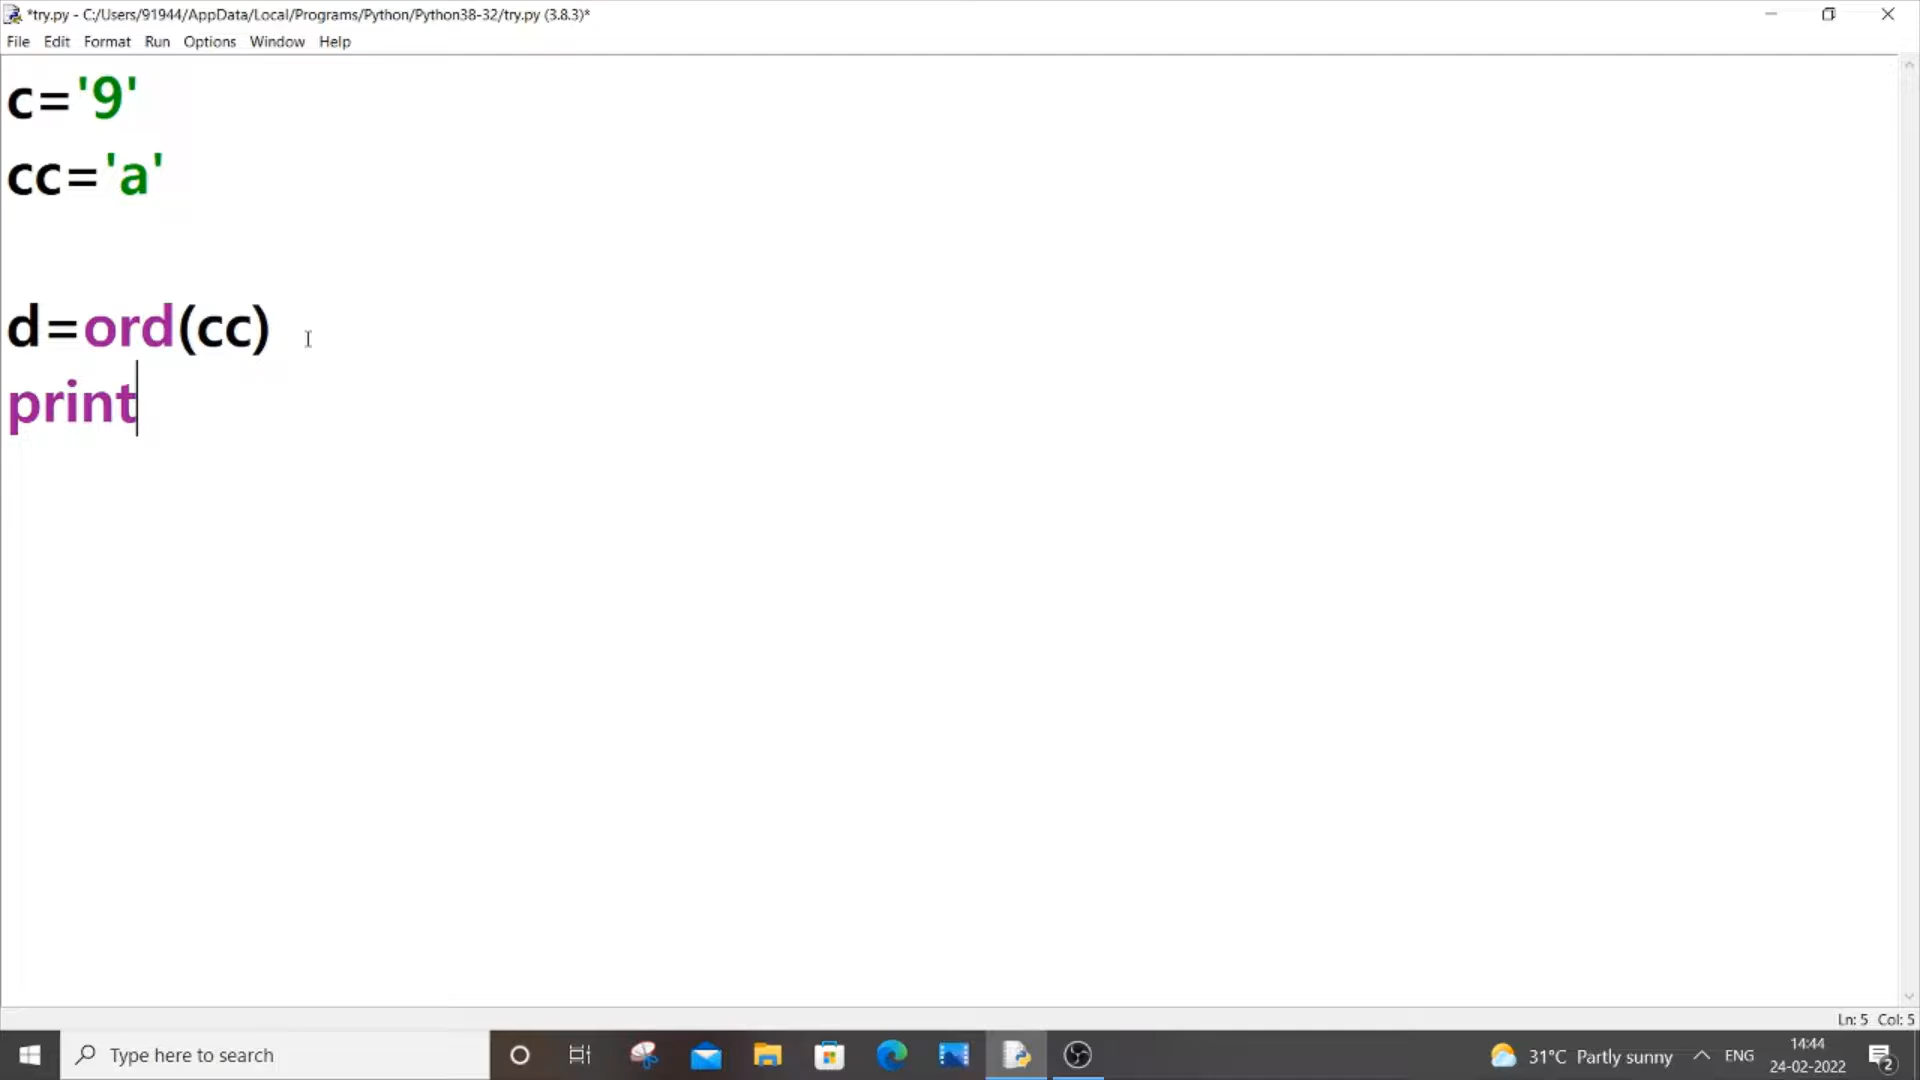 *try.py - C:/Users/91944/AppData/Local/Programs/Python/Python38-32/try.py (3.8.3)*
File Edit Format Run Options Window Help
c='9'
cc='a'
d=ord(cc)
print
Ln: 5 Col: 5
Type here to search
31°C Partly sunny
ENG
14:44
24-02-2022
2